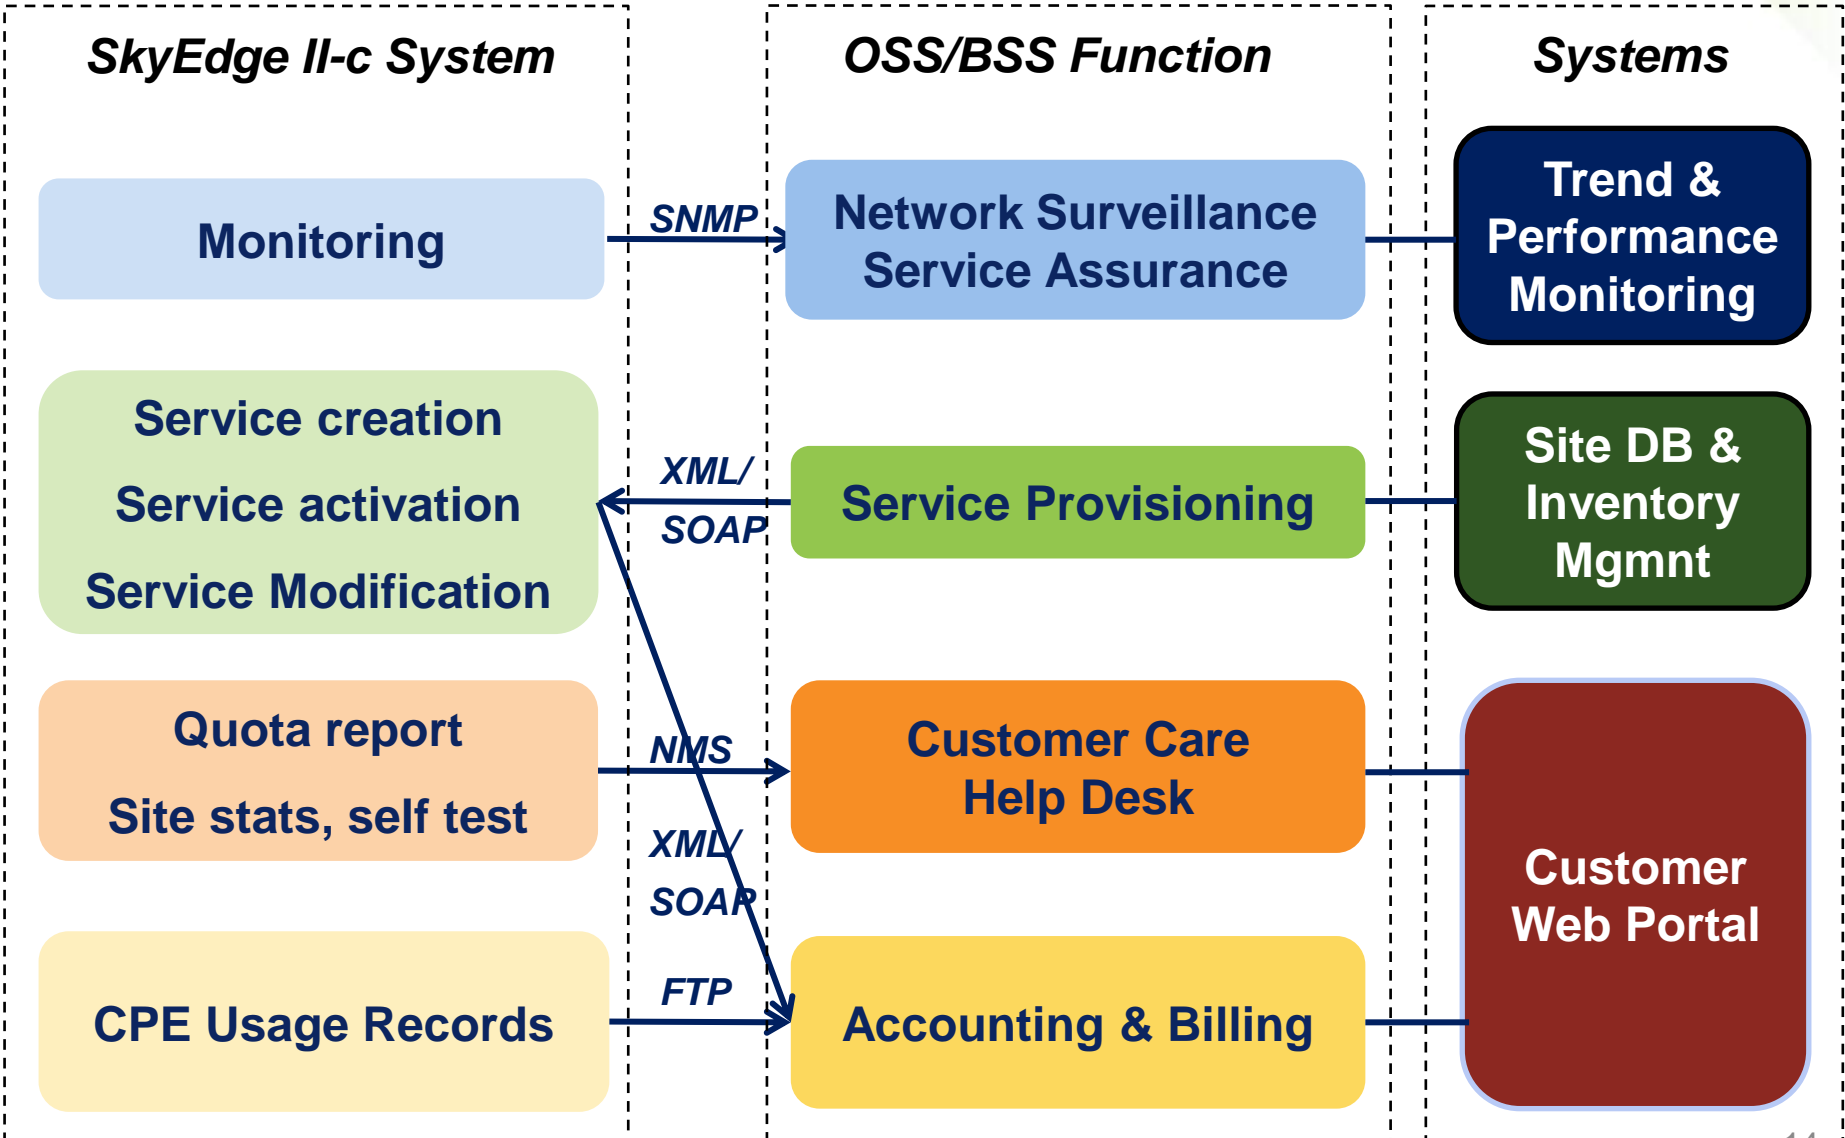 SkyEdge II-c System
OSS/BSS Function
Systems
Monitoring
SNMP
Network Surveillance
Service Assurance
Trend &
Performance
Monitoring
Service creation
Service activation
Service Modification
XML/
SOAP
Service Provisioning
Site DB &
Inventory
Mgmnt
Quota report
Site stats, self test
NMS
Customer Care
Help Desk
XML/
SOAP
Customer
Web Portal
CPE Usage Records
FTP
Accounting & Billing